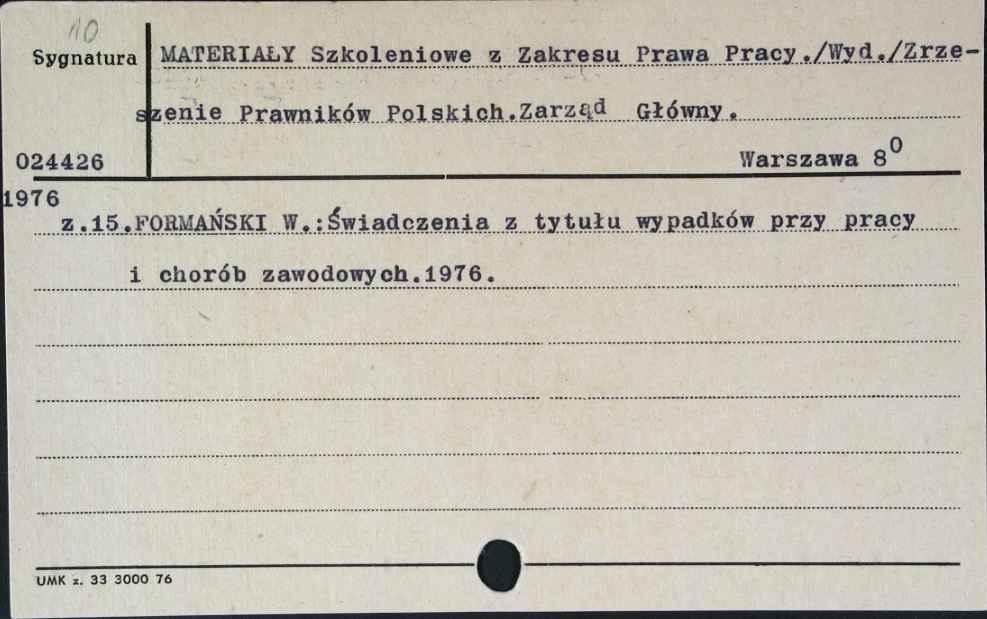 10
Sygnatura
MATERIAŁY Szkoleniowe z Zakresu Prawa Pracy./Wyd./Zrze-
szenie Prawników Polskich.Zarząd Główny.
024426
Warszawa 8⁰
1976
z.15.FORMAŃSKI W.:Świadczenia z tytułu wypadków przy pracy
i chorób zawodowych.1976.
UMK z. 33 3000 76